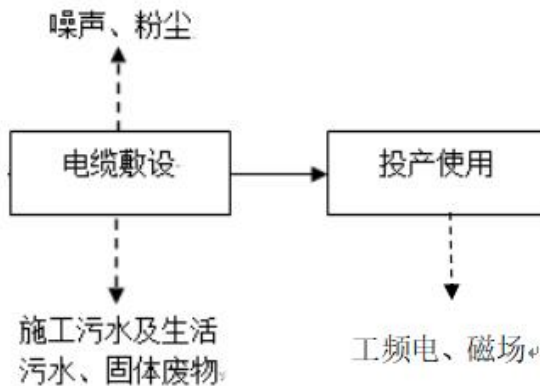 噪声、粉尘
电缆敷设
投产使用
施工污水及生活
污水、固体废物
工频电、磁场